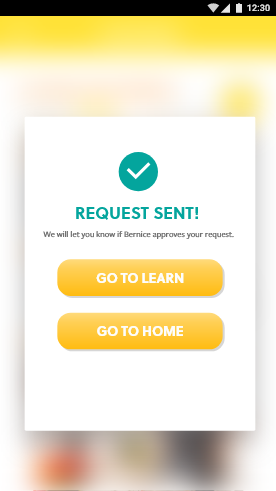 12:30
REQUEST SENT!
We will let you know if Bernice approves your request.
GO TO LEARN
GO TO HOME